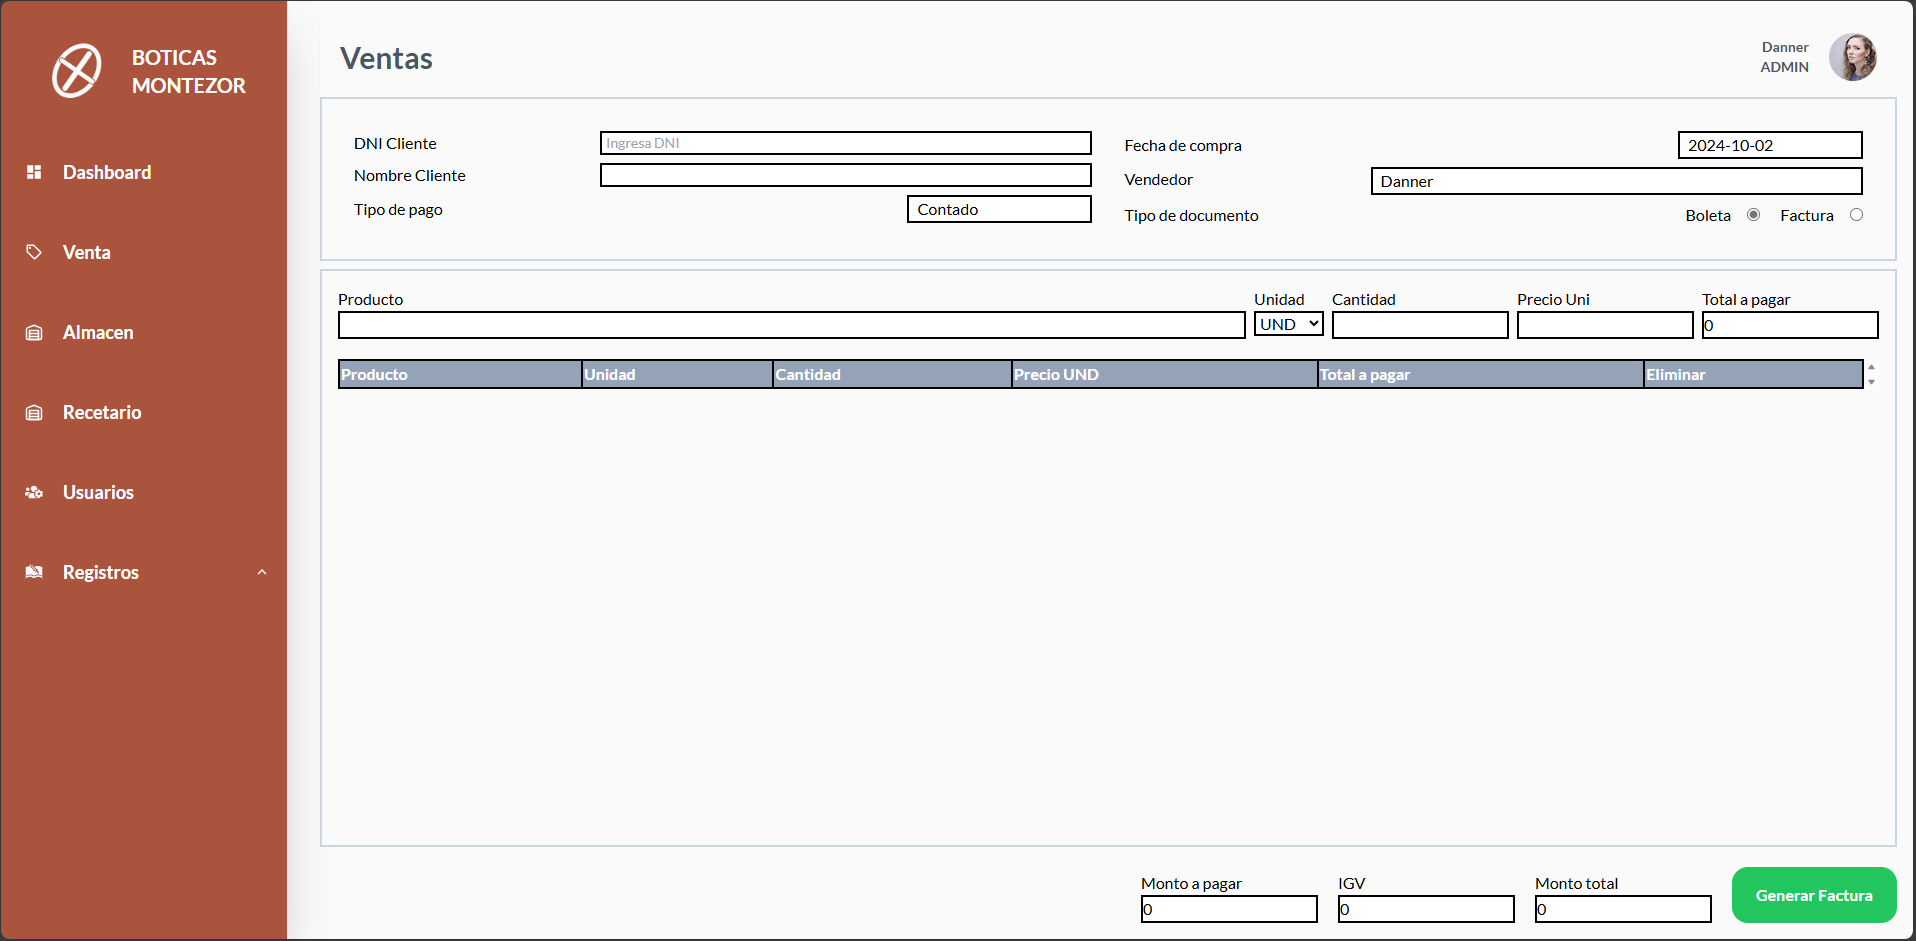 BOTICAS
MONTEZOR
Dashboard
Venta
Almacen
Recetario
Usuarios
Registros
Ventas
Danner
ADMIN
DNI Cliente
Ingresa DNI
Nombre Cliente
Tipo de pago
Contado
Fecha de compra
2024-10-02
Vendedor
Danner
Tipo de documento
Boleta
Factura
Producto
Unidad
UND
Cantidad
Precio Uni
Total a pagar
0
Producto
Unidad
Cantidad
Precio UND
Total a pagar
Eliminar
Monto a pagar
0
IGV
0
Monto total
0
Generar Factura